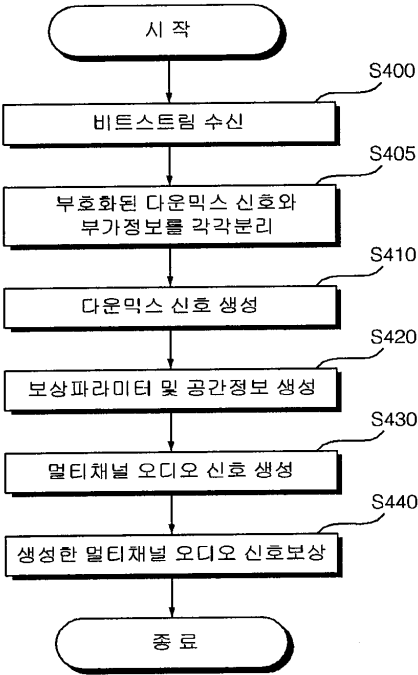 시 작
S400
비트스트림 수신
S405
부호화된 다운믹스 신호와
부가정보를 각각분리
S410
다운믹스 신호 생성
S420
보상파라미터 및 공간정보 생성
S430
멀티채널 오디오 신호 생성
S440
생성한 멀티채널 오디오 신호보상
종 료